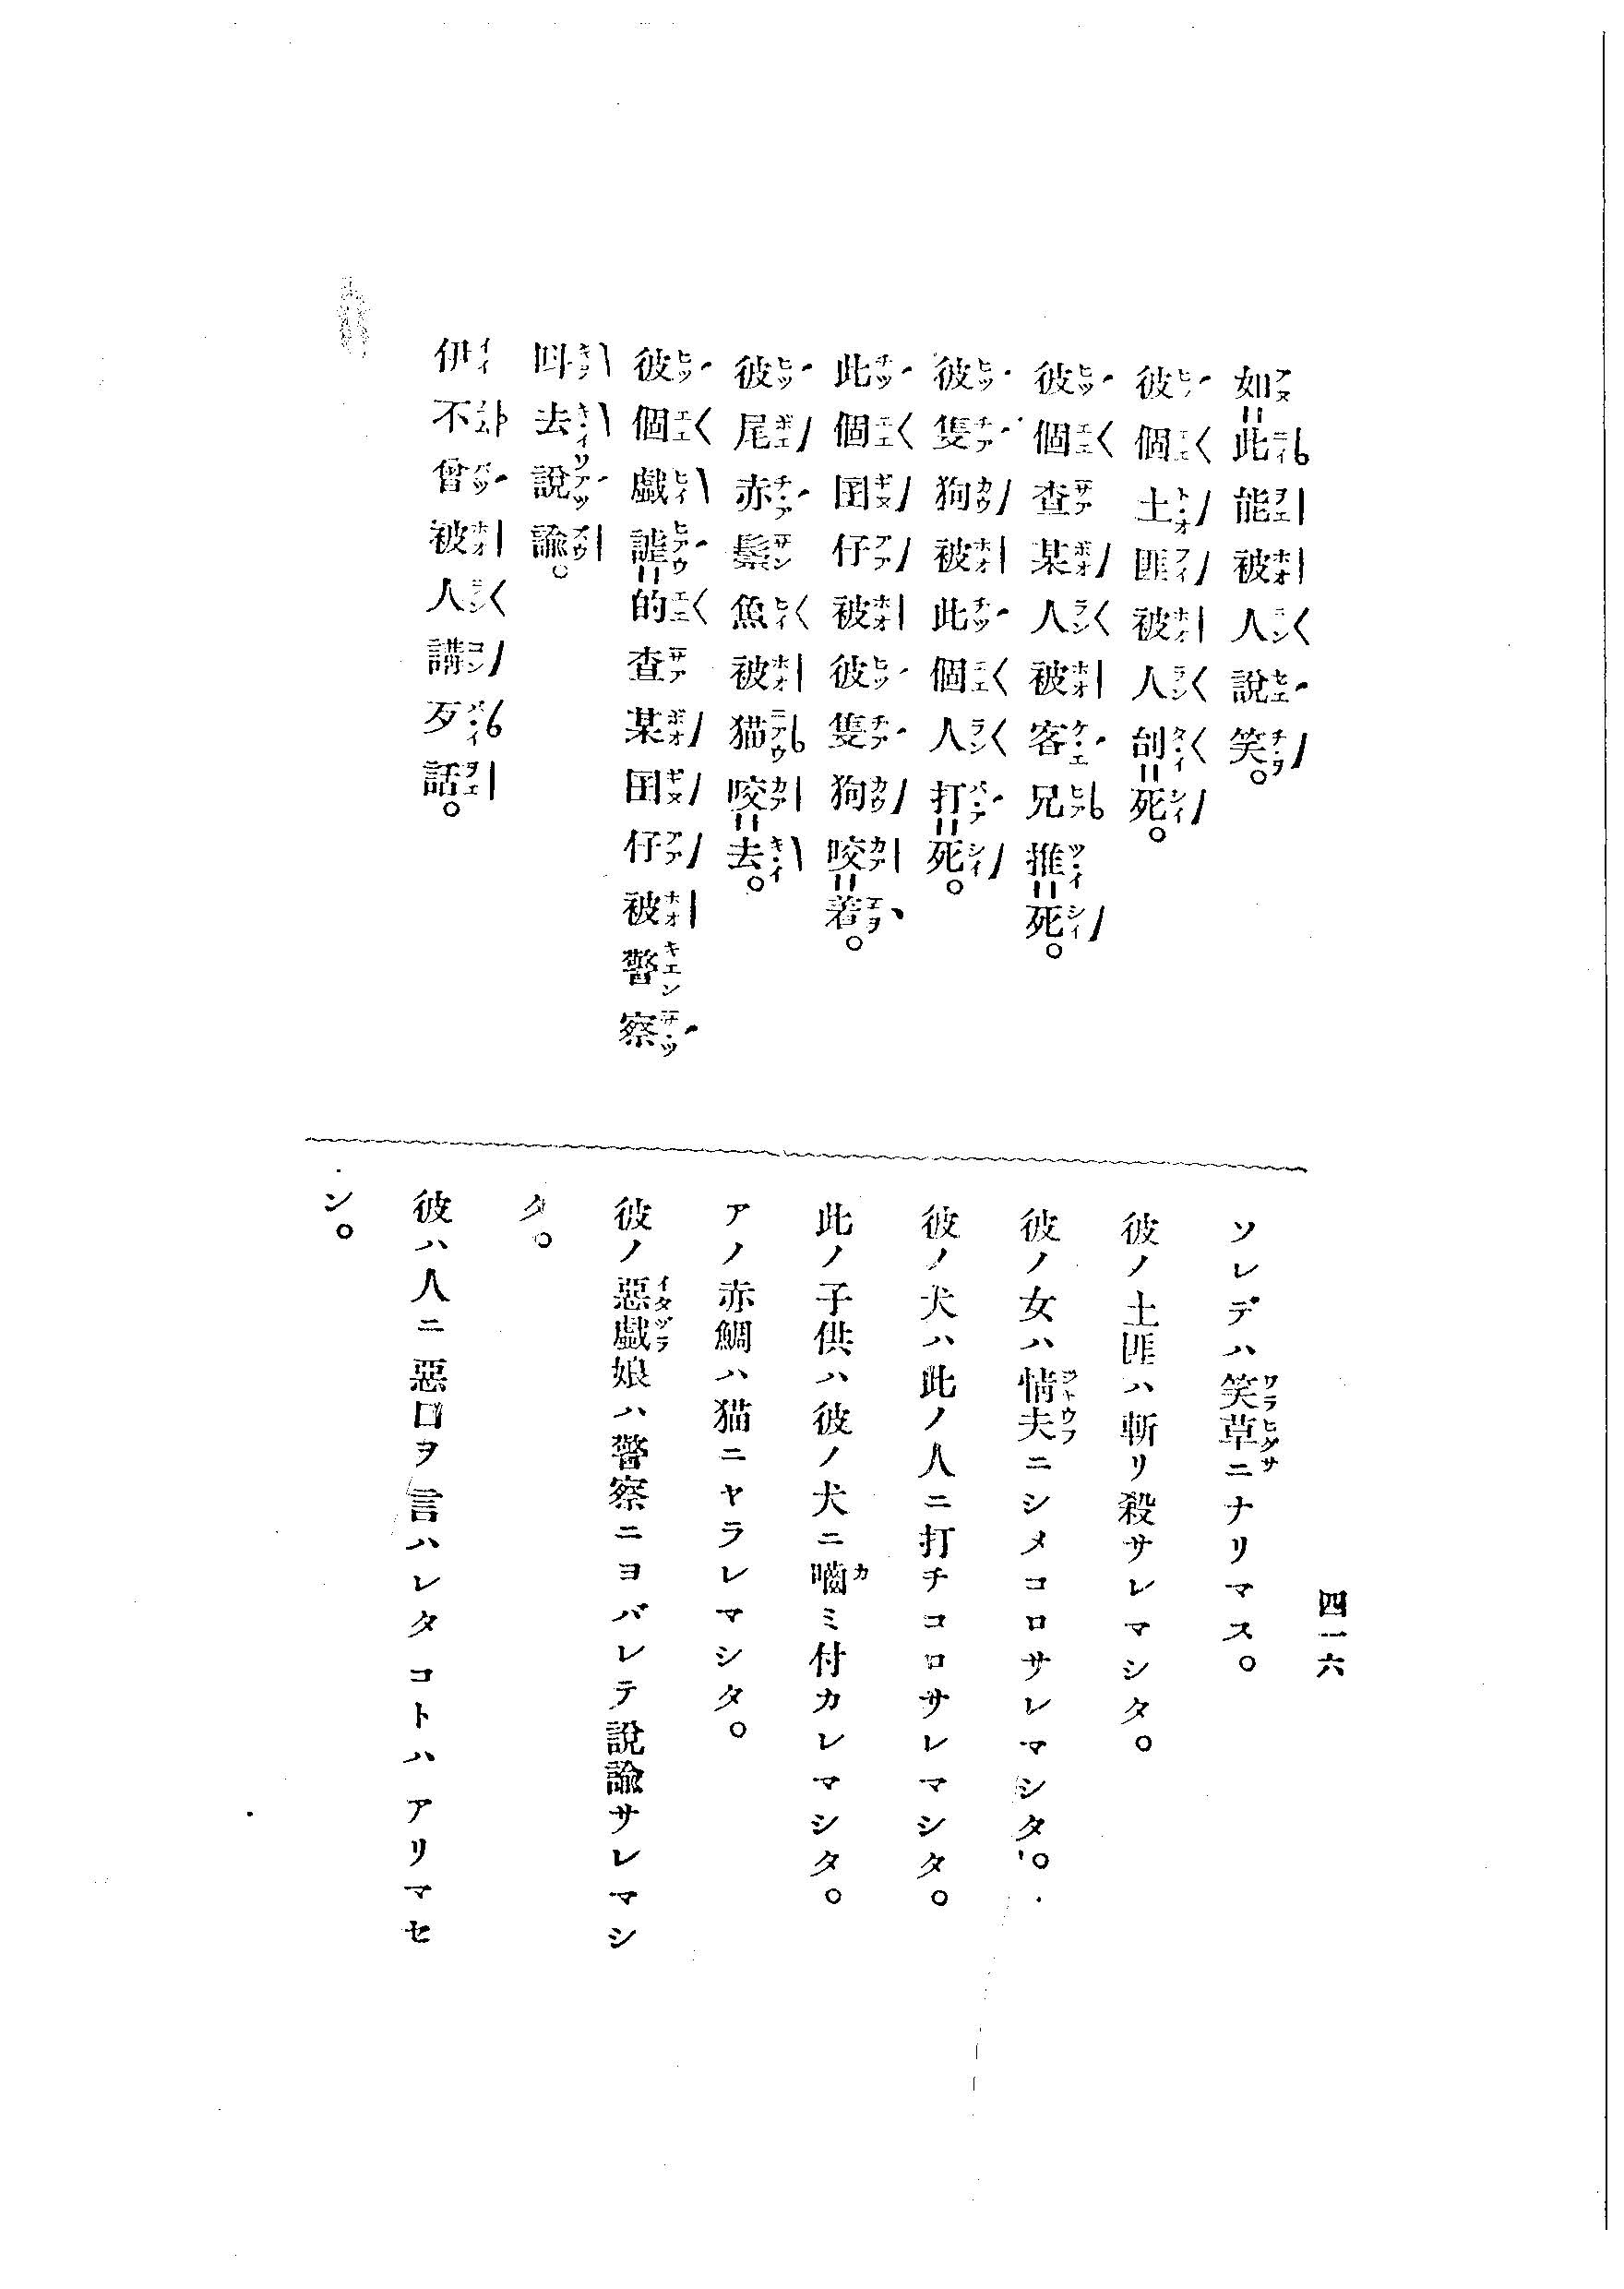 四一六
如此能被人說笑。
彼個土匪被人创死。
彼個查某人被客兄推死。
彼隻狗被此個人打死。
此個囝仔被彼隻狗咬着。
彼尾赤鬃魚被猫咬去。
彼個戲謔的查某囝仔被警察
叫去說諭。
伊不曾被人講歹話。
ソレデハ笑草ニナリマス。
彼ノ土匪ハ斬リ殺サレマシタ。
彼ノ女ハ情夫ニシメコロサレマシタ。
彼ノ犬ハ此ノ人ニ打チコロサレマシタ。
此ノ子供ハ彼ノ犬ニ嚙ミ付カレマシタ。
アノ赤鯛ハ猫ニヤラレマシタ。
彼ノ惡戲娘ハ警察ニヨバレテ説諭サレマシ
タ。
彼ハ人ニ惡口ヲ言ハレタコトハアリマセ
ン。